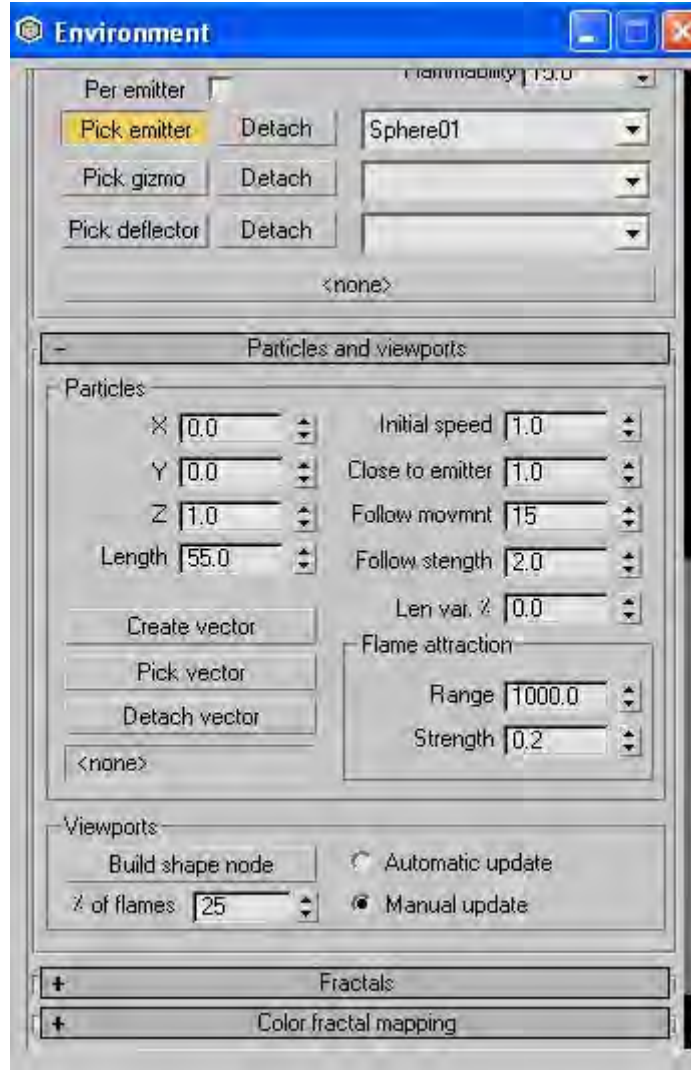 Environment
Per emitter Flammability 15.0
Pick emitter Detach Sphere01
Pick gizmo Detach
Pick deflector Detach
<none>
- Particles and viewports
Particles
X 0.0 Initial speed 1.0
Y 0.0 Close to emitter 1.0
Z 1.0 Follow movmnt 15
Length 55.0 Follow stength 2.0
Len var. % 0.0
Create vector Flame attraction
Pick vector Range 1000.0
Detach vector Strength 0.2
<none>
Viewports
Build shape node Automatic update
% of flames 25 Manual update
+ Fractals
+ Color fractal mapping